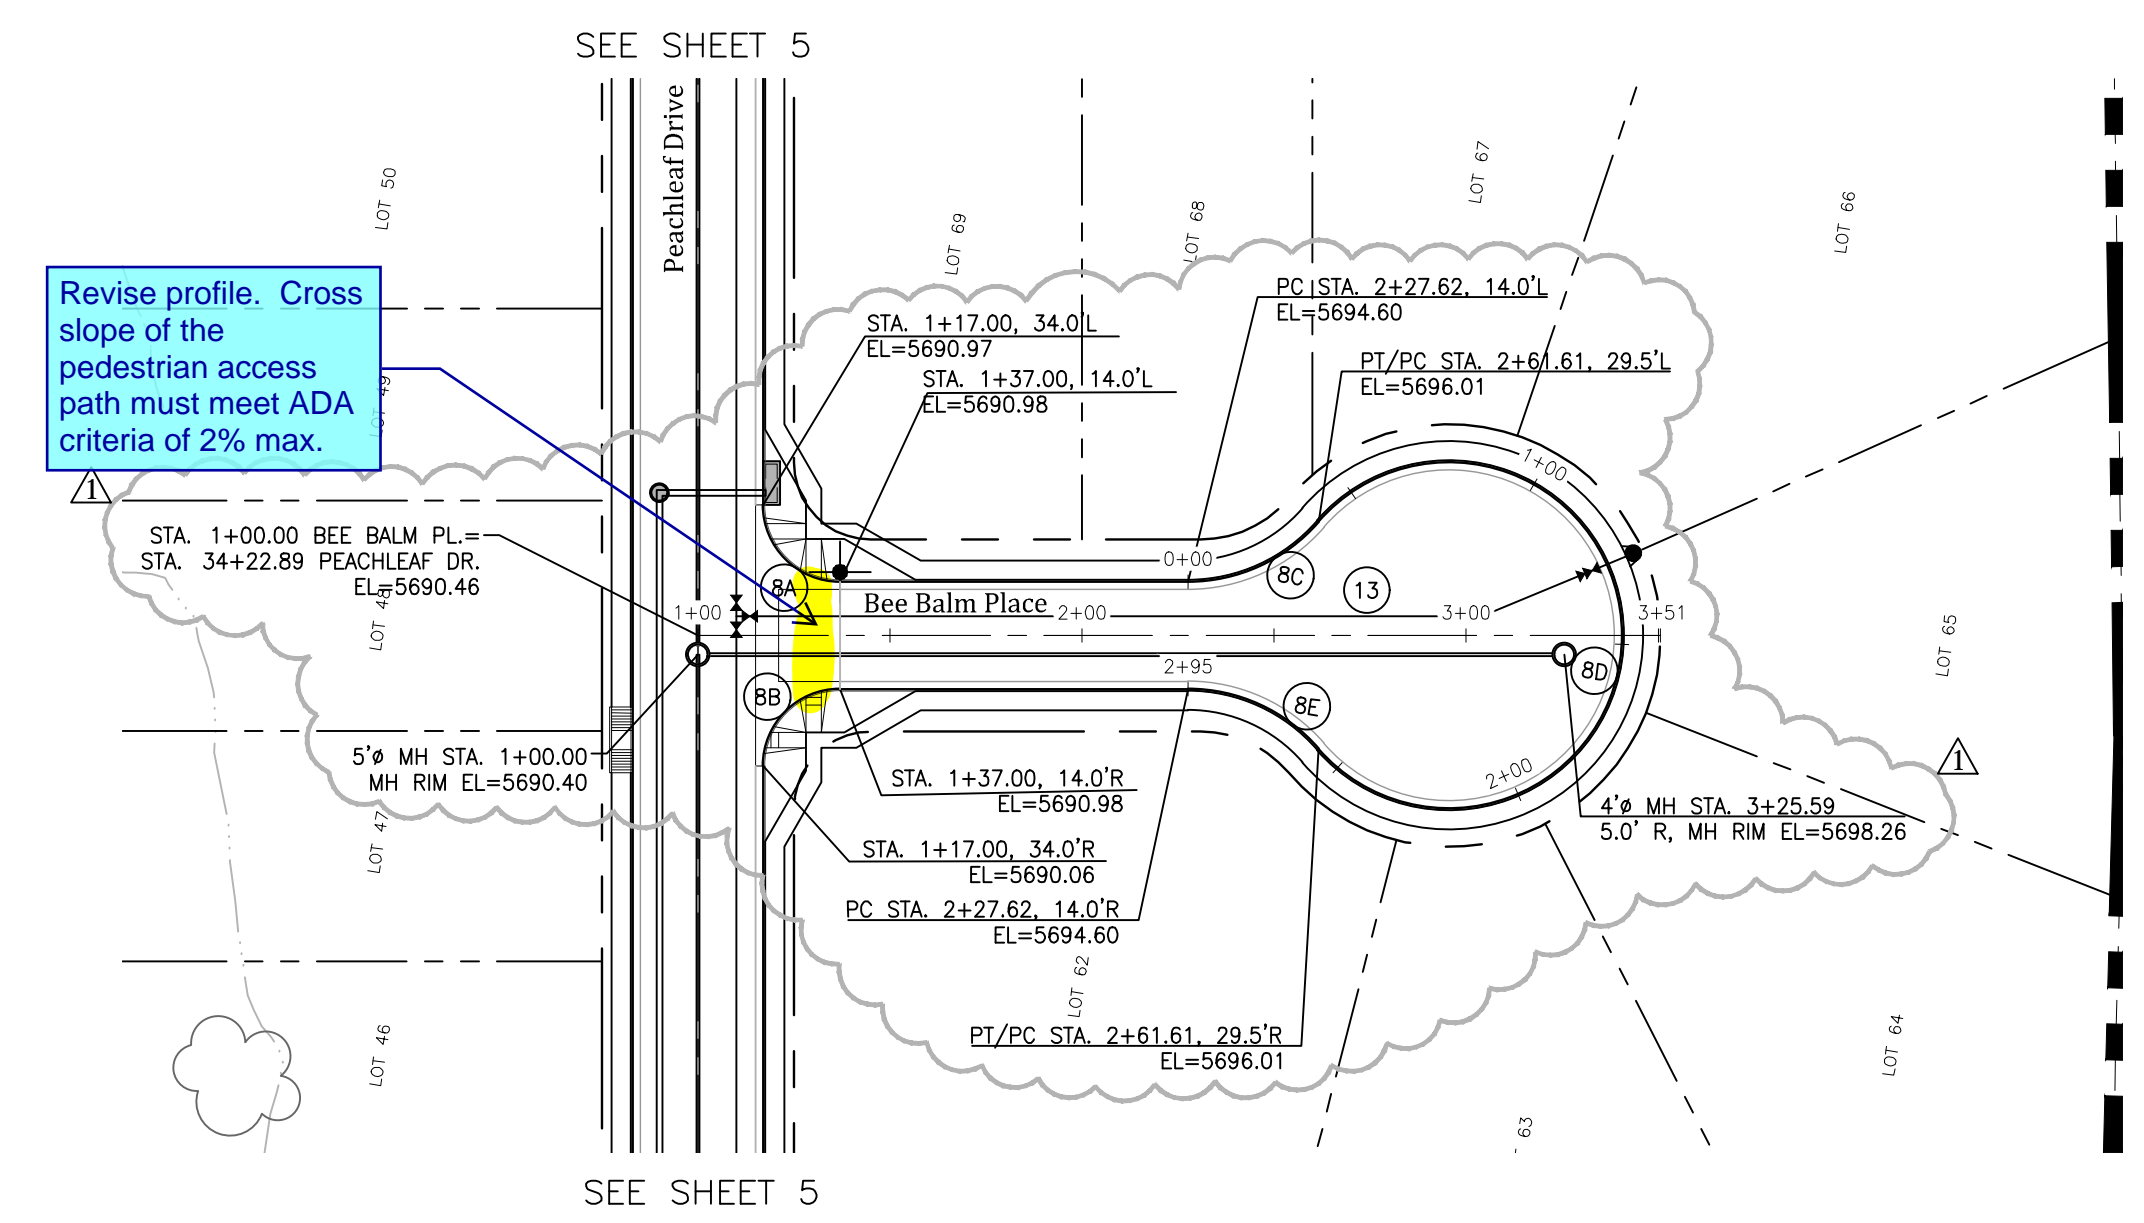 SEE SHEET 5
Peachleaf Drive
LOT 50
LOT 69
LOT 68
LOT 67
LOT 66
Revise profile. Cross
slope of the
pedestrian access
path must meet ADA
criteria of 2% max.
LOT 49
PC STA. 2+27.62, 14.0'L
EL=5694.60
STA. 1+17.00, 34.0'L
EL=5690.97
PT/PC STA. 2+61.61, 29.5'L
EL=5696.01
STA. 1+37.00, 14.0'L
EL=5690.98
1
STA. 1+00.00 BEE BALM PL.=
STA. 34+22.89 PEACHLEAF DR.
EL=5690.46
1+00
0+00
8A
8C
13
Bee Balm Place
1+00
2+00
3+00
3+51
LOT 48
LOT 65
2+95
8D
8B
8E
5'ø MH STA. 1+00.00
MH RIM EL=5690.40
2+00
1
STA. 1+37.00, 14.0'R
EL=5690.98
4'ø MH STA. 3+25.59
5.0' R, MH RIM EL=5698.26
LOT 47
STA. 1+17.00, 34.0'R
EL=5690.06
PC STA. 2+27.62, 14.0'R
EL=5694.60
LOT 62
LOT 46
PT/PC STA. 2+61.61, 29.5'R
EL=5696.01
LOT 64
63
SEE SHEET 5